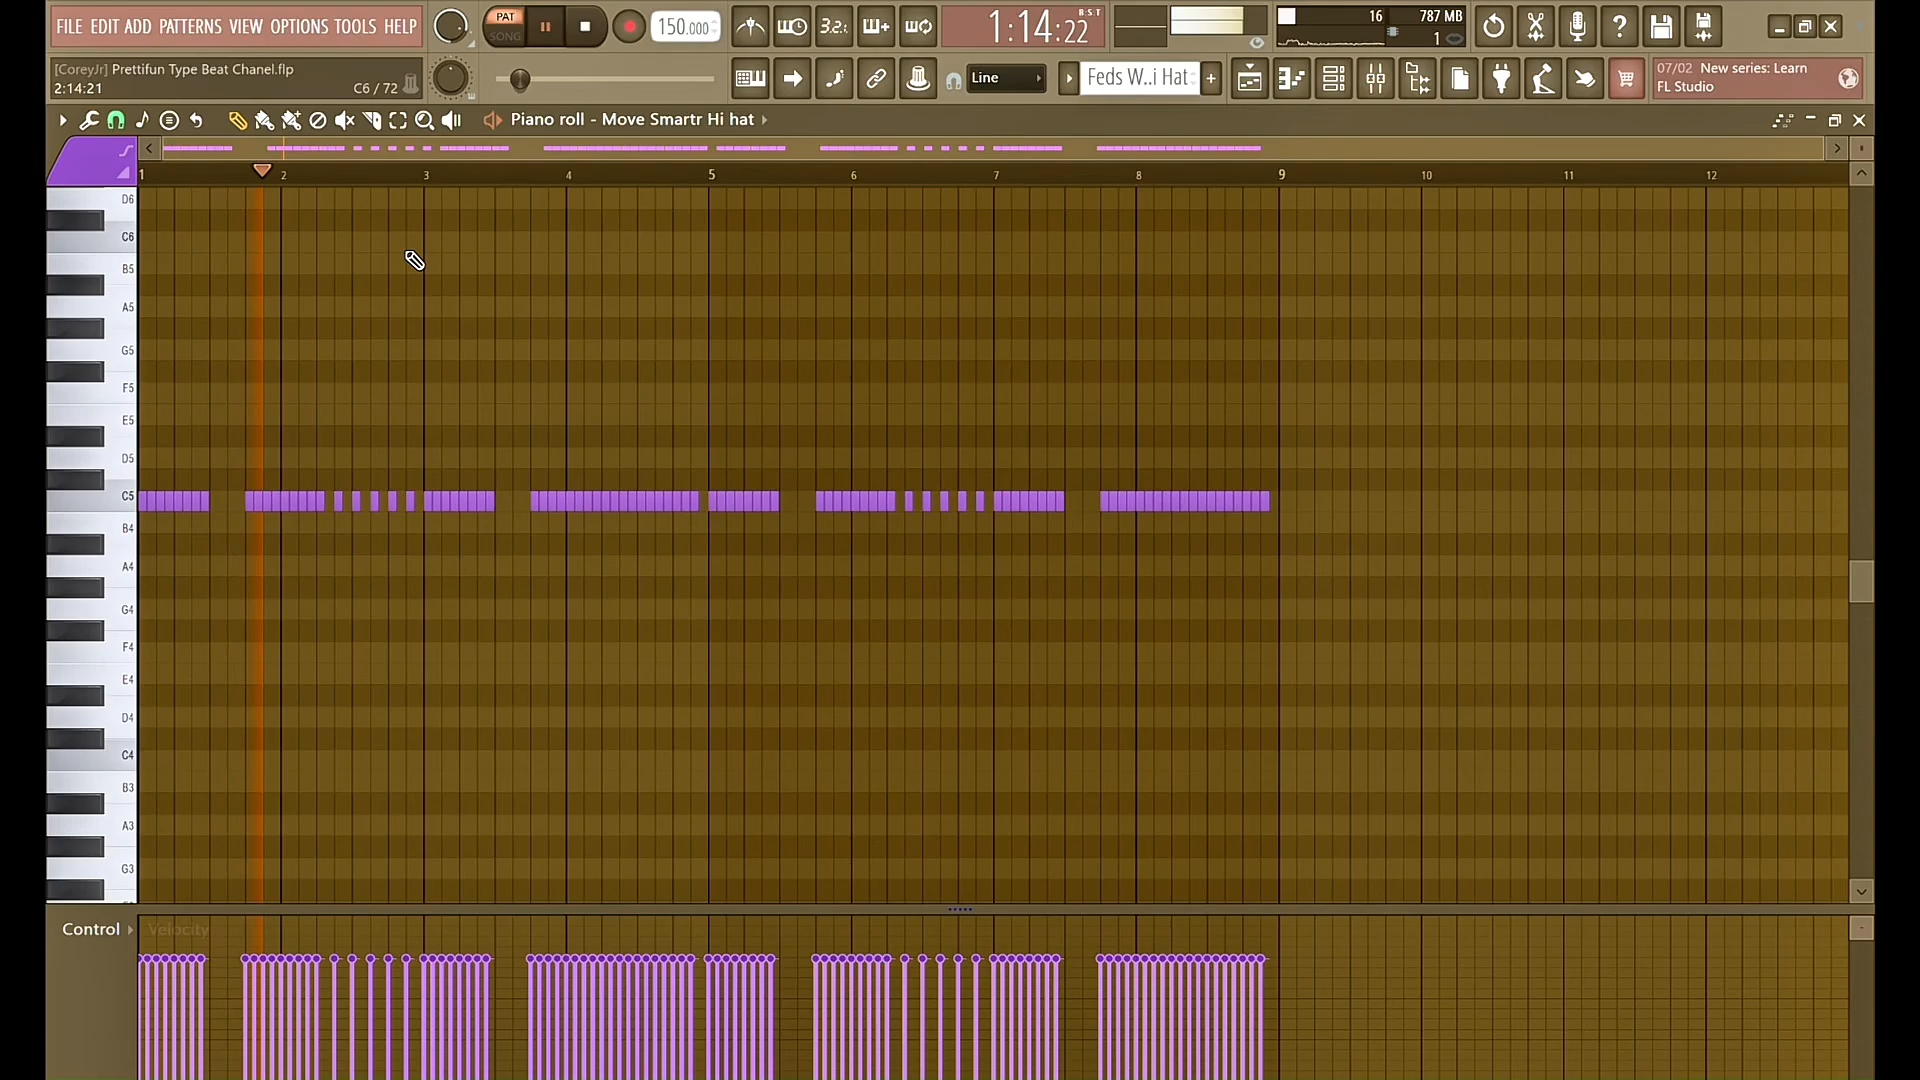 FILE EDIT ADD PATTERNS VIEW OPTIONS TOOLS HELP
PAT
SONG
150.000
3.2.
1:14:22
B:S:T
16
787 MB
1
[CoreyJr] Prettifun Type Beat Chanel.flp
2:14:21
C6 / 72
Line
Feds W..i Hat
07/02 New series: Learn
FL Studio
Piano roll - Move Smartr Hi hat
1 2 3 4 5 6 7 8 9 10 11 12
D6
C6
B5
A5
G5
F5
E5
D5
C5
B4
A4
G4
F4
E4
D4
C4
B3
A3
G3
Control
Velocity